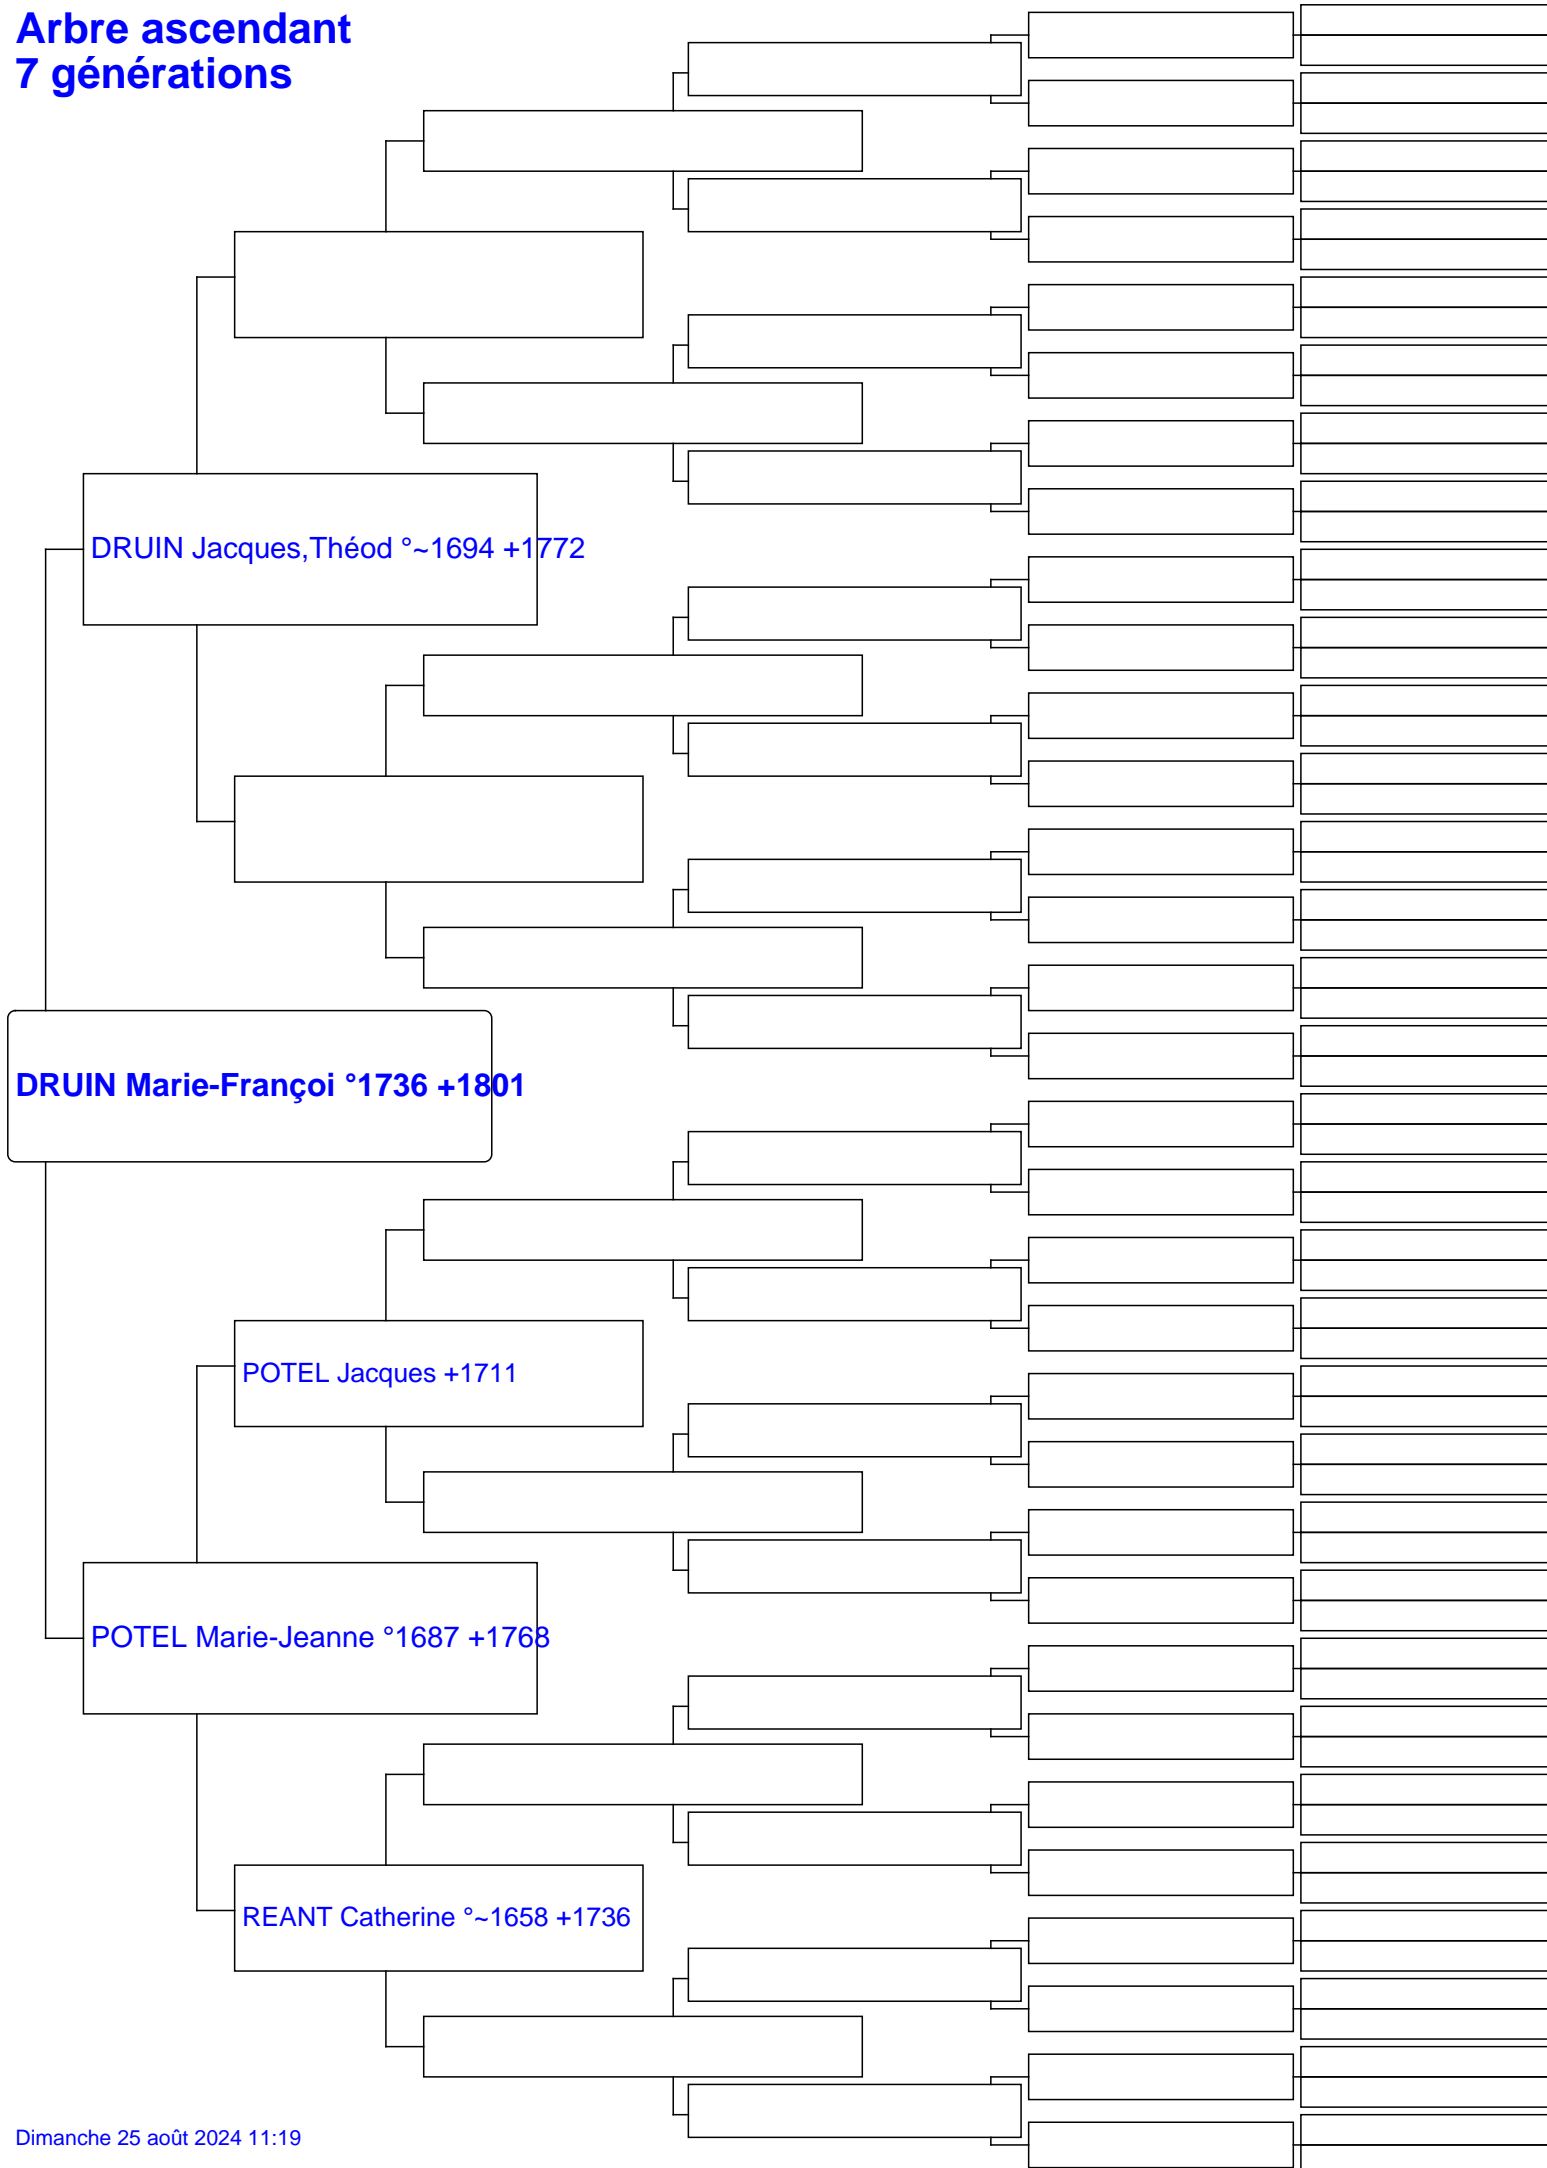 Arbre ascendant
7 générations
DRUIN Jacques,Théod °~1694 +1772
DRUIN Marie-Françoi °1736 +1801
POTEL Jacques +1711
POTEL Marie-Jeanne °1687 +1768
REANT Catherine °~1658 +1736
Dimanche 25 août 2024 11:19